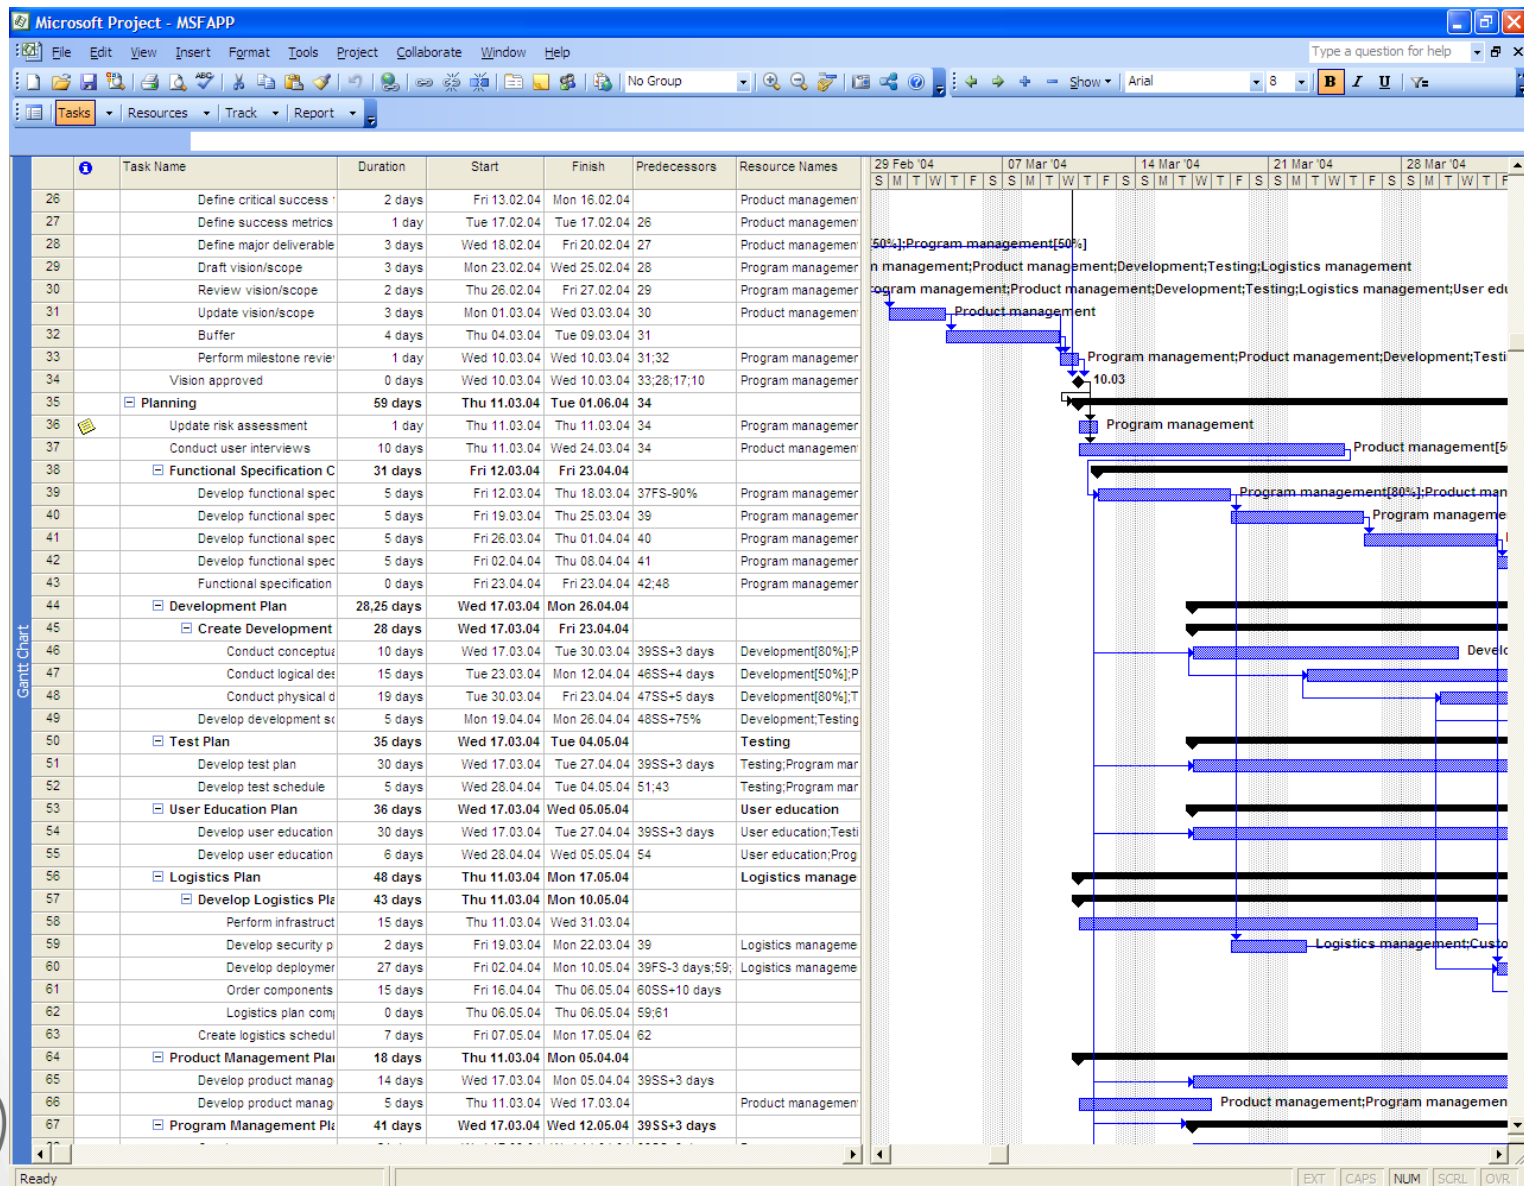 Microsoft Project - MSFAPP
File Edit View Insert Format Tools Project Collaborate Window Help Type a question for help
No Group Show Arial 8 B I U
Tasks Resources Track Report
Task Name Duration Start Finish Predecessors Resource Names 29 Feb '04 07 Mar '04 14 Mar '04 21 Mar '04 28 Mar '04
S M T W T F S S M T W T F S S M T W T F S S M T W T F S S M T W T F
26 Define critical success 2 days Fri 13.02.04 Mon 16.02.04 Product managemen
27 Define success metrics 1 day Tue 17.02.04 Tue 17.02.04 26 Product managemen
28 Define major deliverable 3 days Wed 18.02.04 Fri 20.02.04 27 Product managemen 50%];Program management[50%]
29 Draft vision/scope 3 days Mon 23.02.04 Wed 25.02.04 28 Program managemer n management;Product management;Development;Testing;Logistics management
30 Review vision/scope 2 days Thu 26.02.04 Fri 27.02.04 29 Program managemer ogram management;Product management;Development;Testing;Logistics management;User edu
31 Update vision/scope 3 days Mon 01.03.04 Wed 03.03.04 30 Product managemen Product management
32 Buffer 4 days Thu 04.03.04 Tue 09.03.04 31
33 Perform milestone revie 1 day Wed 10.03.04 Wed 10.03.04 31;32 Program managemer Program management;Product management;Development;Testi
34 Vision approved 0 days Wed 10.03.04 Wed 10.03.04 33;28;17;10 Program managemer 10.03
35 Planning 59 days Thu 11.03.04 Tue 01.06.04 34
36 Update risk assessment 1 day Thu 11.03.04 Thu 11.03.04 34 Program managemer Program management
37 Conduct user interviews 10 days Thu 11.03.04 Wed 24.03.04 34 Product managemen Product management[5
38 Functional Specification C 31 days Fri 12.03.04 Fri 23.04.04
39 Develop functional spec 5 days Fri 12.03.04 Thu 18.03.04 37FS-90% Program managemer Program management[80%];Product man
40 Develop functional spec 5 days Fri 19.03.04 Thu 25.03.04 39 Program managemer Program manageme
41 Develop functional spec 5 days Fri 26.03.04 Thu 01.04.04 40 Program managemer
42 Develop functional spec 5 days Fri 02.04.04 Thu 08.04.04 41 Program managemer
43 Functional specification 0 days Fri 23.04.04 Fri 23.04.04 42;48 Program managemer
44 Development Plan 28,25 days Wed 17.03.04 Mon 26.04.04
45 Create Development 28 days Wed 17.03.04 Fri 23.04.04
46 Conduct conceptua 10 days Wed 17.03.04 Tue 30.03.04 39SS+3 days Development[80%];P Develo
47 Conduct logical des 15 days Tue 23.03.04 Mon 12.04.04 46SS+4 days Development[50%];P
48 Conduct physical d 19 days Tue 30.03.04 Fri 23.04.04 47SS+5 days Development[80%];T
49 Develop development sc 5 days Mon 19.04.04 Mon 26.04.04 48SS+75% Development;Testing
50 Test Plan 35 days Wed 17.03.04 Tue 04.05.04 Testing
51 Develop test plan 30 days Wed 17.03.04 Tue 27.04.04 39SS+3 days Testing;Program mar
52 Develop test schedule 5 days Wed 28.04.04 Tue 04.05.04 51;43 Testing;Program mar
53 User Education Plan 36 days Wed 17.03.04 Wed 05.05.04 User education
54 Develop user education 30 days Wed 17.03.04 Tue 27.04.04 39SS+3 days User education;Testi
55 Develop user education 6 days Wed 28.04.04 Wed 05.05.04 54 User education;Prog
56 Logistics Plan 48 days Thu 11.03.04 Mon 17.05.04 Logistics manage
57 Develop Logistics Pla 43 days Thu 11.03.04 Mon 10.05.04
58 Perform infrastruct 15 days Thu 11.03.04 Wed 31.03.04
59 Develop security p 2 days Fri 19.03.04 Mon 22.03.04 39 Logistics manageme Logistics management;Custo
60 Develop deploymer 27 days Fri 02.04.04 Mon 10.05.04 39FS-3 days;59; Logistics manageme
61 Order components 15 days Fri 16.04.04 Thu 06.05.04 60SS+10 days
62 Logistics plan com 0 days Thu 06.05.04 Thu 06.05.04 59;61
63 Create logistics schedul 7 days Fri 07.05.04 Mon 17.05.04 62
64 Product Management Plan 18 days Thu 11.03.04 Mon 05.04.04
65 Develop product manag 14 days Wed 17.03.04 Mon 05.04.04 39SS+3 days
66 Develop product manag 5 days Thu 11.03.04 Wed 17.03.04 Product managemen Product management;Program managemen
67 Program Management Pla 41 days Wed 17.03.04 Wed 12.05.04 39SS+3 days
Gantt Chart
Ready EXT CAPS NUM SCRL OVR